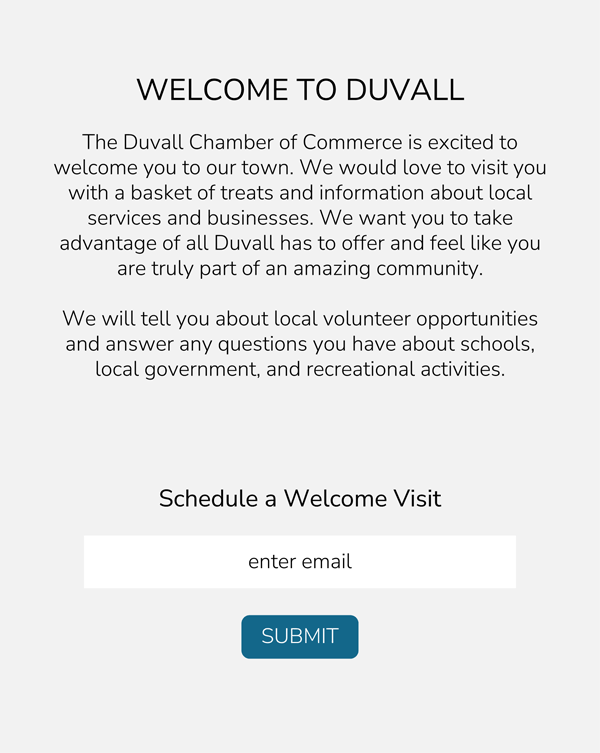 WELCOME TO DUVALL
The Duvall Chamber of Commerce is excited to
welcome you to our town. We would love to visit you
with a basket of treats and information about local
services and businesses. We want you to take
advantage of all Duvall has to offer and feel like you
are truly part of an amazing community.
We will tell you about local volunteer opportunities
and answer any questions you have about schools,
local government, and recreational activities.
Schedule a Welcome Visit
enter email
SUBMIT